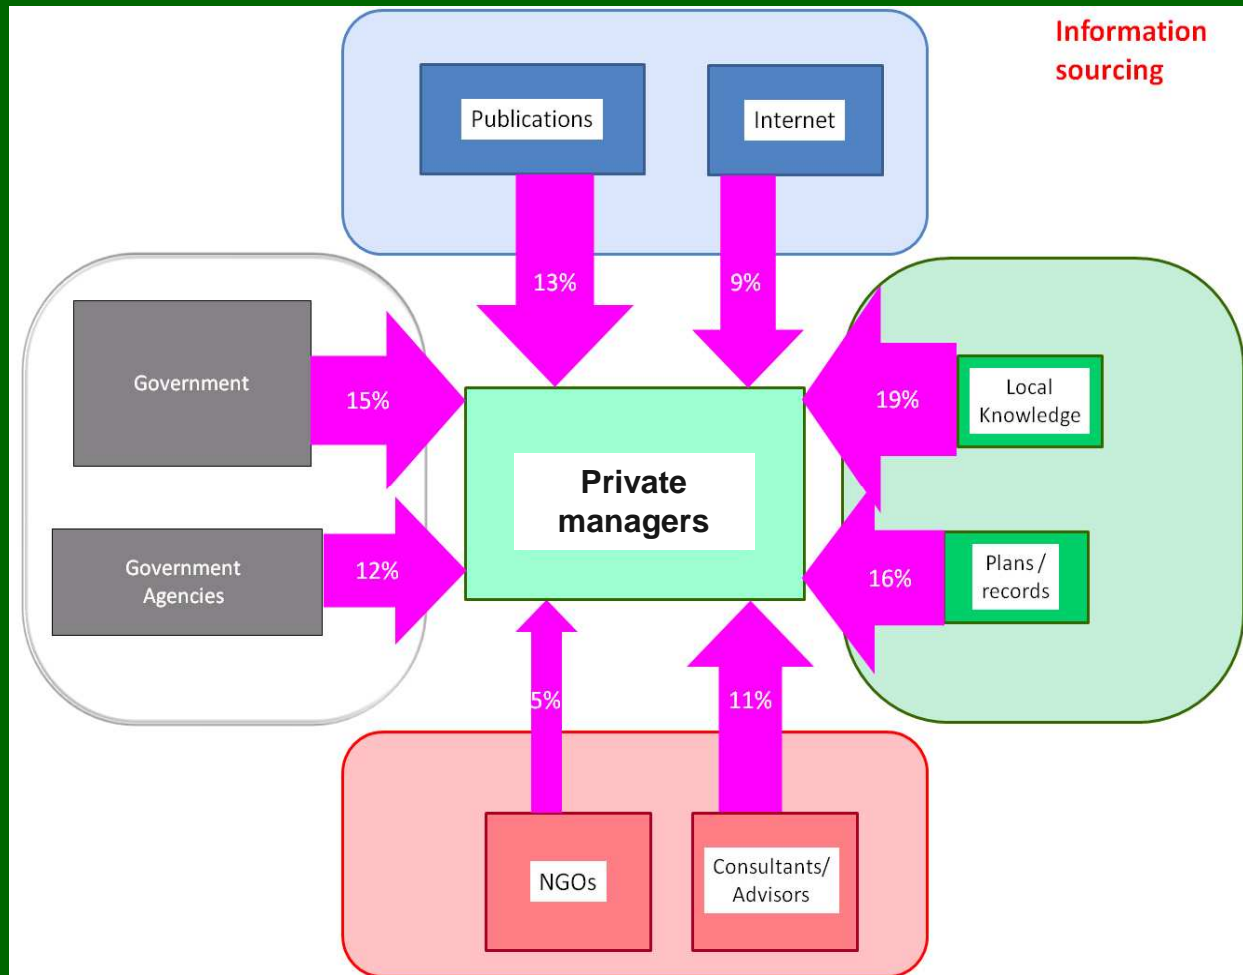 Information
sourcing
Publications
Internet
13%
9%
Government
15%
19%
Local
Knowledge
Private
managers
Government
Agencies
12%
16%
Plans /
records
5%
11%
NGOs
Consultants/
Advisors